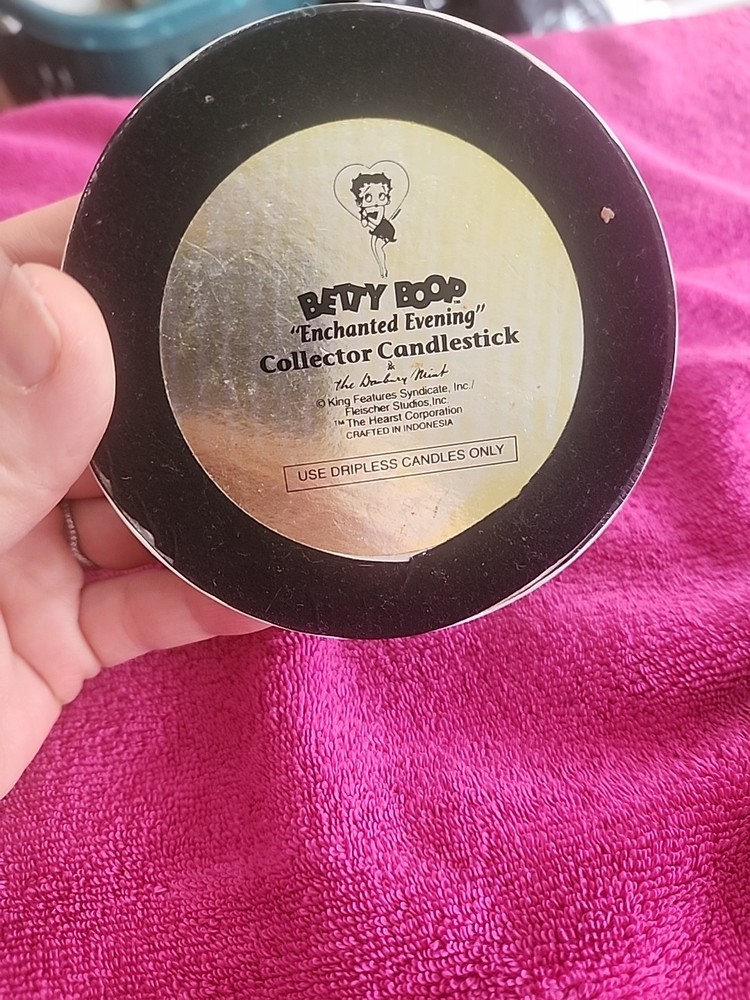 BETTY BOOP™
"Enchanted Evening"
Collector Candlestick
the Danbury Mint
© King Features Syndicate, Inc./
Fleischer Studios, Inc.
™ The Hearst Corporation
CRAFTED IN INDONESIA
USE DRIPLESS CANDLES ONLY